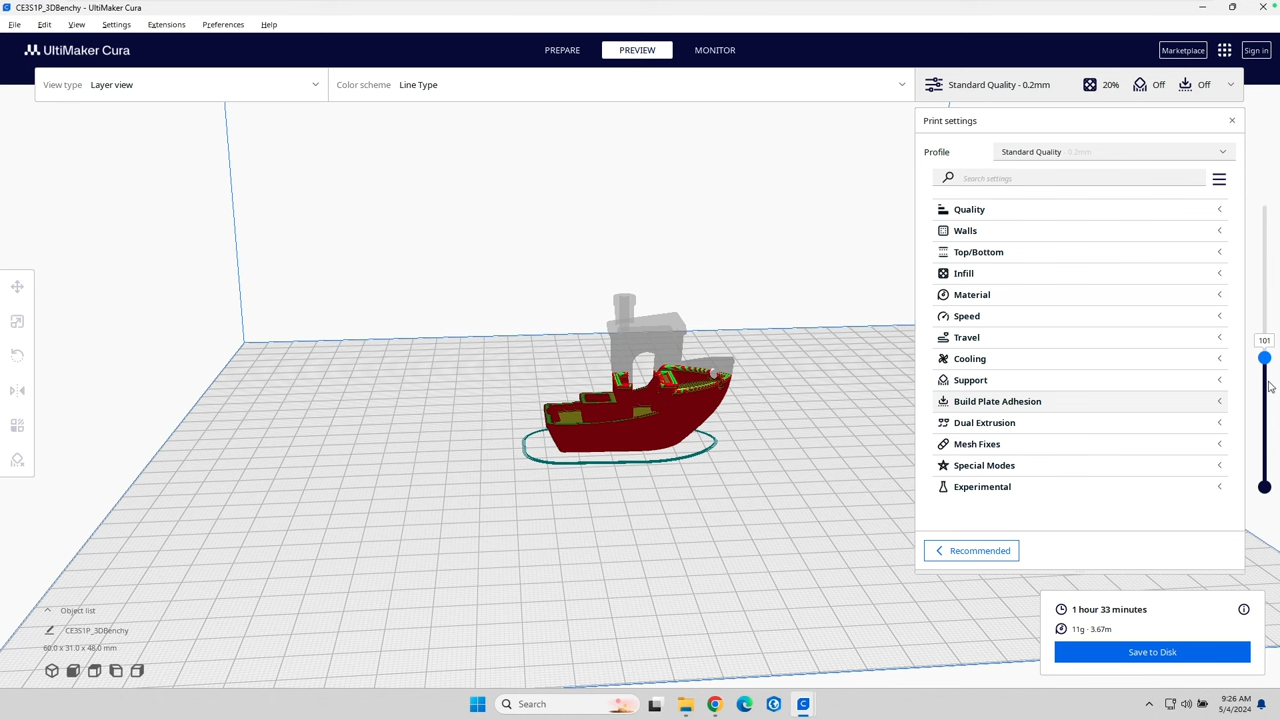 CE3S1P_3DBenchy - UltiMaker Cura
File Edit View Settings Extensions Preferences Help
UltiMaker Cura PREPARE PREVIEW MONITOR Marketplace Sign in
View type Layer view Color scheme Line Type Standard Quality - 0.2mm 20% Off Off
Print settings
Profile Standard Quality - 0.2mm
Search settings
Quality
Walls
Top/Bottom
Infill
Material
Speed
Travel
101
Cooling
Support
Build Plate Adhesion
Dual Extrusion
Mesh Fixes
Special Modes
Experimental
Recommended
Object list
CE3S1P_3DBenchy
60.0 x 31.0 x 48.0 mm
1 hour 33 minutes
11g · 3.67m
Save to Disk
Search
9:26 AM
5/4/2024